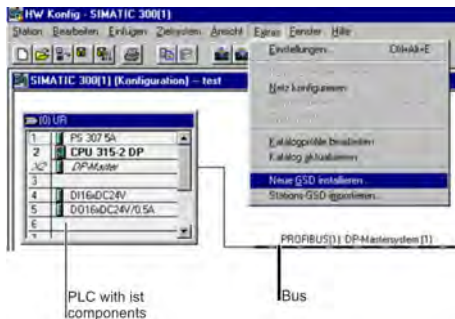 HW Konfig - SIMATIC 300(1)
Station Bearbeiten Einfügen Zielsystem Ansicht Extras Fenster Hilfe
Einstellungen... Ctrl+Alt+E
SIMATIC 300(1) (Konfiguration) -- test
Netz konfigurieren
(0) UR
1 PS 307 5A
2 CPU 315-2 DP
X2 DP-Master
3
4 DI16xDC24V
5 DO16xDC24V/0.5A
6
Katalogprofile bearbeiten
Katalog aktualisieren
Neue GSD installieren...
Stations-GSD importieren...
PROFIBUS(1): DP-Mastersystem (1)
PLC with ist
components
Bus